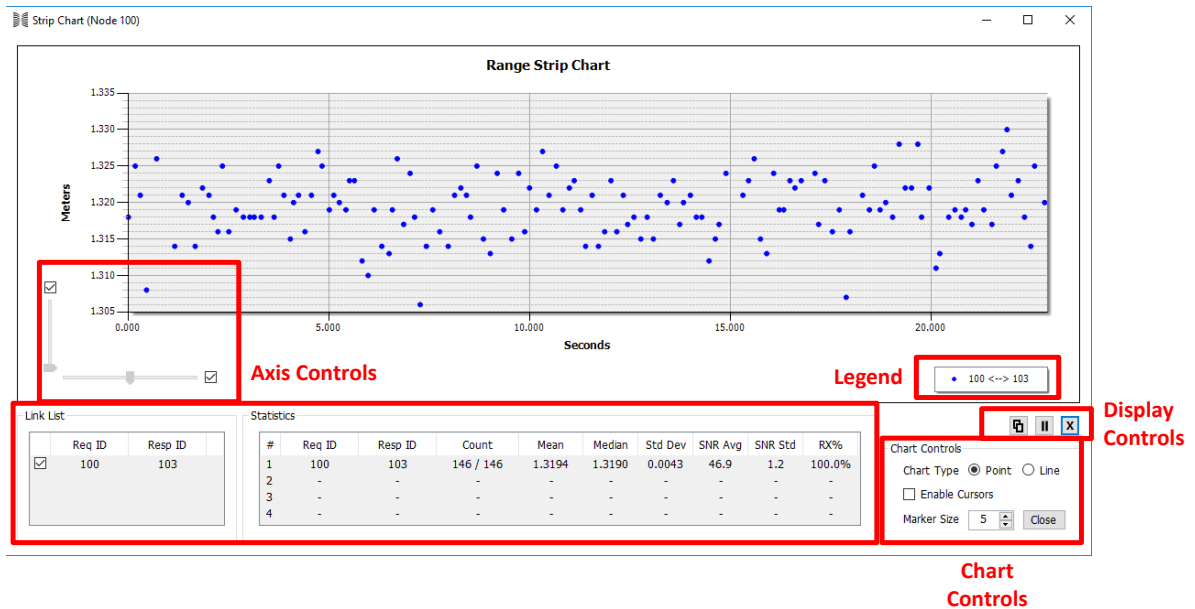 Strip Chart (Node 100)
Range Strip Chart
1.335
1.330
1.325
1.320
1.315
1.310
1.305
Meters
0.000 5.000 10.000 15.000 20.000
Seconds
Axis Controls
Legend
100 <--> 103
Display
Controls
X
Link List
Req ID Resp ID
100 103
Statistics
# Req ID Resp ID Count Mean Median Std Dev SNR Avg SNR Std RX%
1 100 103 146 / 146 1.3194 1.3190 0.0043 46.9 1.2 100.0%
2 - - - - - - - - -
3 - - - - - - - - -
4 - - - - - - - - -
Chart Controls
Chart Type Point Line
Enable Cursors
Marker Size 5 Close
Chart
Controls